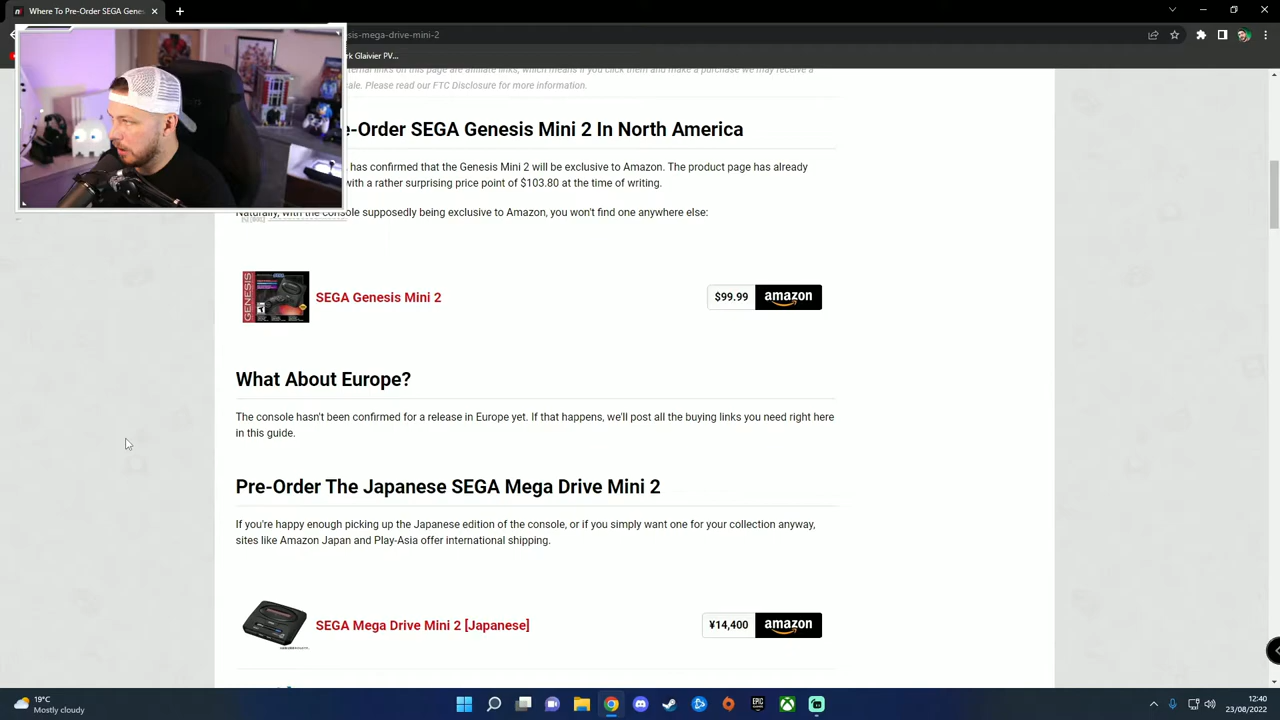 Where To Pre-Order SEGA Genes
sis-mega-drive-mini-2
rk Glaivier PV...
ternal links on this page are affiliate links, which means if you click them and make a purchase we may receive a
sale. Please read our FTC Disclosure for more information.
e-Order SEGA Genesis Mini 2 In North America
has confirmed that the Genesis Mini 2 will be exclusive to Amazon. The product page has already
with a rather surprising price point of $103.80 at the time of writing.
Naturally, with the console supposedly being exclusive to Amazon, you won't find one anywhere else:
GENESIS
SEGA Genesis Mini 2
$99.99
amazon
What About Europe?
The console hasn't been confirmed for a release in Europe yet. If that happens, we'll post all the buying links you need right here
in this guide.
Pre-Order The Japanese SEGA Mega Drive Mini 2
If you're happy enough picking up the Japanese edition of the console, or if you simply want one for your collection anyway,
sites like Amazon Japan and Play-Asia offer international shipping.
SEGA Mega Drive Mini 2 [Japanese]
¥14,400
amazon
19°C
Mostly cloudy
EPIC
12:40
23/08/2022